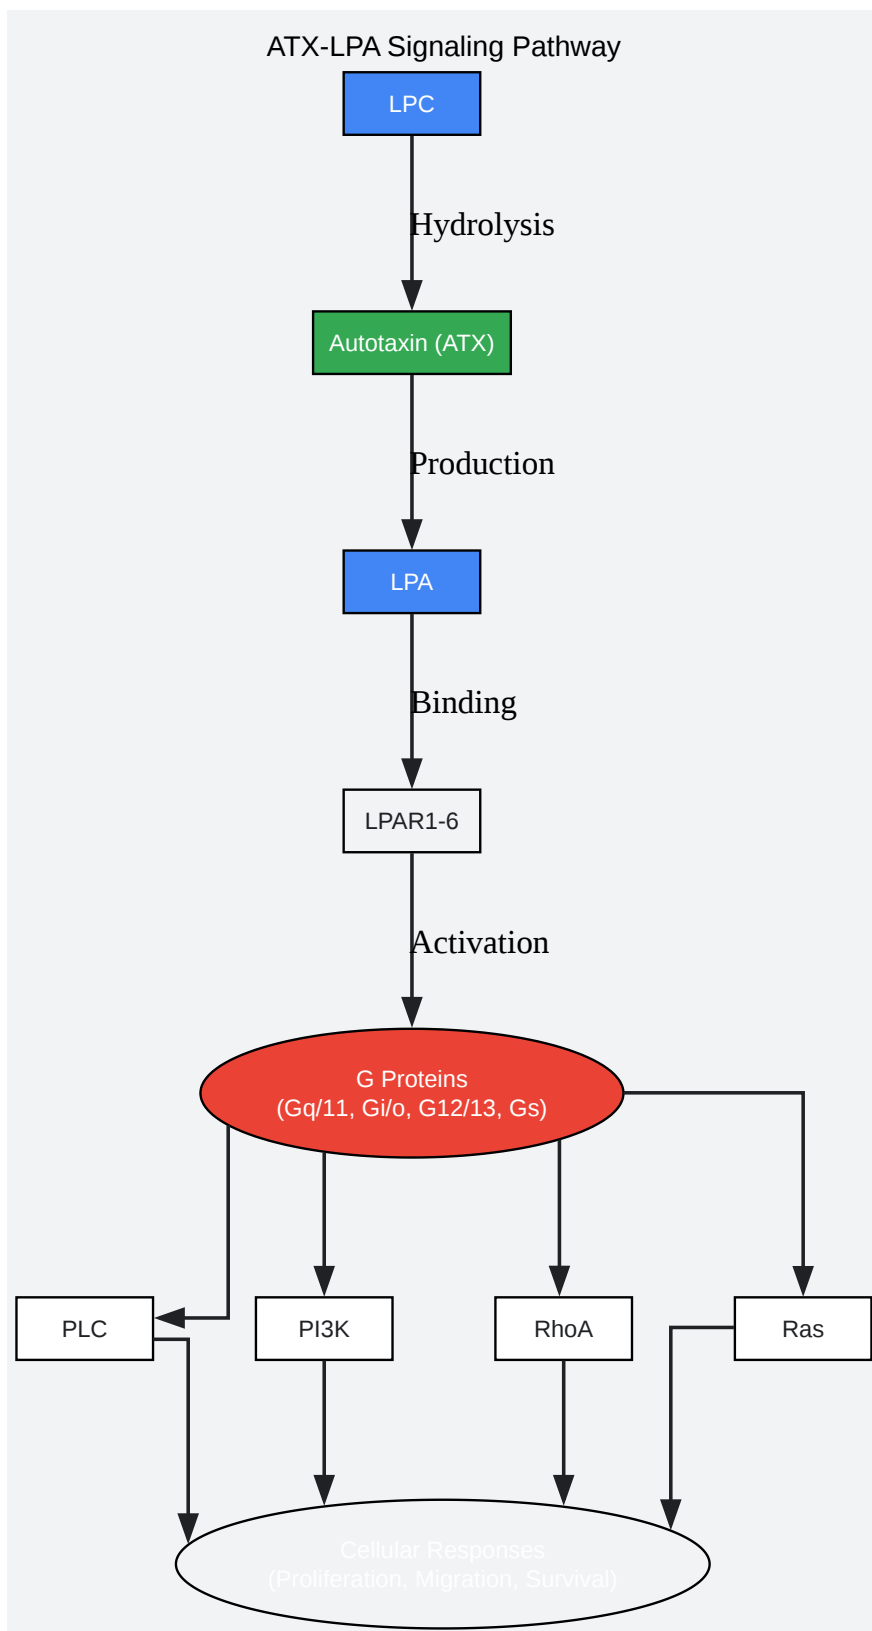 ATX-LPA Signaling Pathway
LPC
Hydrolysis
Autotaxin (ATX)
Production
LPA
Binding
LPAR1-6
Activation
G Proteins
(Gq/11, Gi/o, G12/13, Gs)
PLC
PI3K
RhoA
Ras
Cellular Responses
(Proliferation, Migration, Survival)